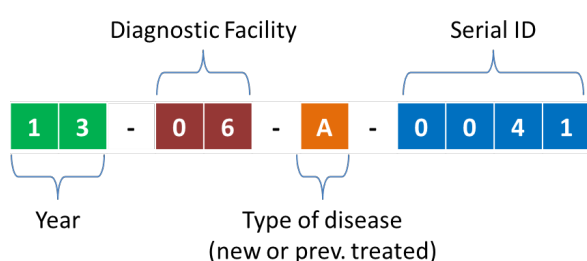 Diagnostic Facility Serial ID
1 3 - 0 6 - A - 0 0 4 1
Year Type of disease
(new or prev. treated)